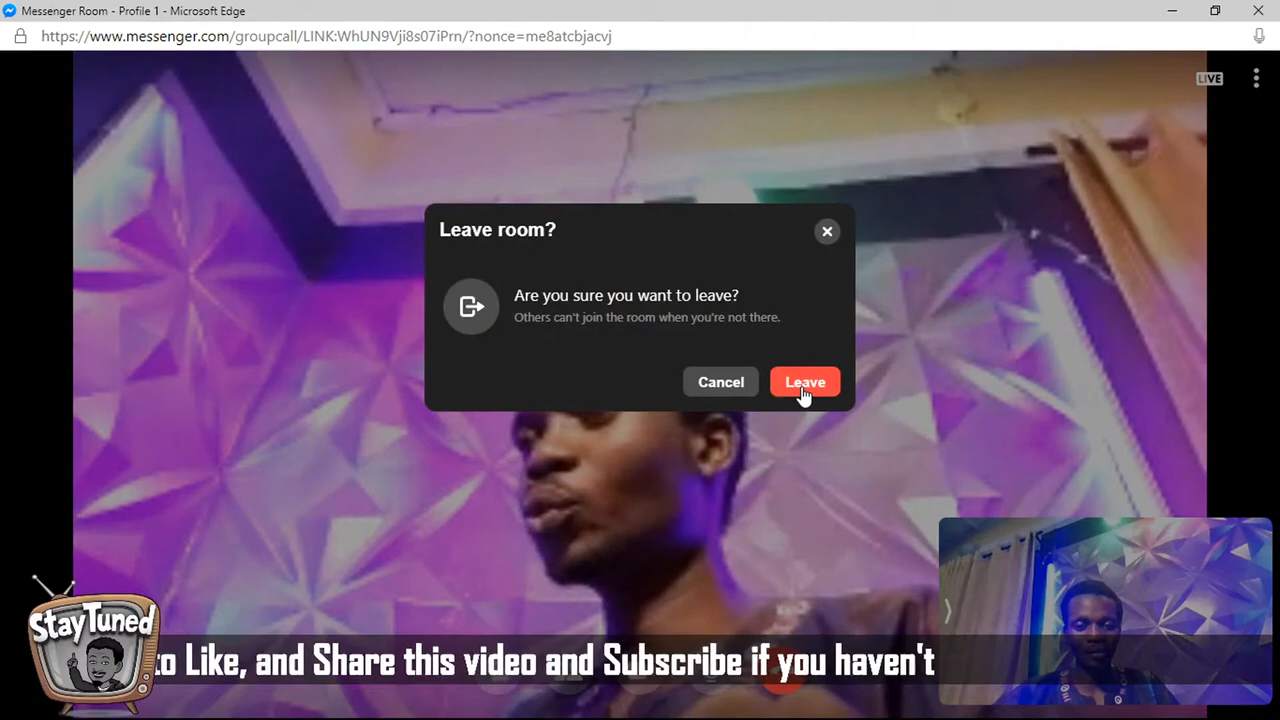 Messenger Room - Profile 1 - Microsoft Edge
https://www.messenger.com/groupcall/LINK:WhUN9Vji8s07iPrn/?nonce=me8atcbjacvj
LIVE
Leave room?
Are you sure you want to leave?
Others can't join the room when you're not there.
Cancel
Leave
StayTuned
to Like, and Share this video and Subscribe if you haven't